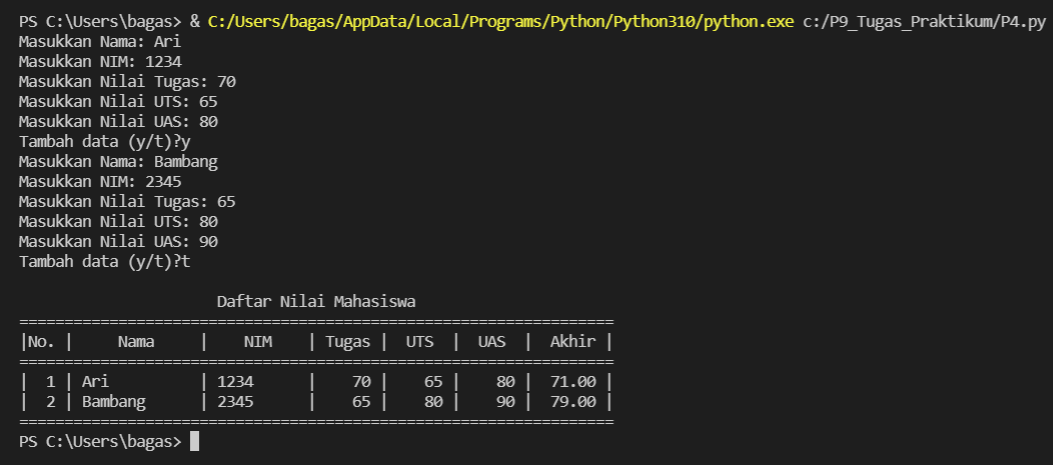 PS C:\Users\bagas> & C:/Users/bagas/AppData/Local/Programs/Python/Python310/python.exe c:/P9_Tugas_Praktikum/P4.py
Masukkan Nama: Ari
Masukkan NIM: 1234
Masukkan Nilai Tugas: 70
Masukkan Nilai UTS: 65
Masukkan Nilai UAS: 80
Tambah data (y/t)?y
Masukkan Nama: Bambang
Masukkan NIM: 2345
Masukkan Nilai Tugas: 65
Masukkan Nilai UTS: 80
Masukkan Nilai UAS: 90
Tambah data (y/t)?t
                      Daftar Nilai Mahasiswa
==================================================================
|No. |     Nama     |    NIM    | Tugas |  UTS  |  UAS  |  Akhir |
==================================================================
|  1 | Ari          | 1234      |    70 |    65 |    80 |  71.00 |
|  2 | Bambang      | 2345      |    65 |    80 |    90 |  79.00 |
==================================================================
PS C:\Users\bagas>